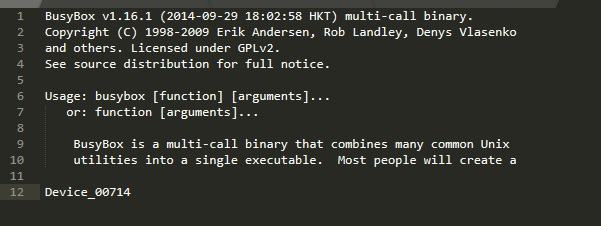 1 BusyBox v1.16.1 (2014-09-29 18:02:58 HKT) multi-call binary.
2 Copyright (C) 1998-2009 Erik Andersen, Rob Landley, Denys Vlasenko
3 and others. Licensed under GPLv2.
4 See source distribution for full notice.
5
6 Usage: busybox [function] [arguments]...
7    or: function [arguments]...
8
9     BusyBox is a multi-call binary that combines many common Unix
10     utilities into a single executable.  Most people will create a
11
12 Device_00714